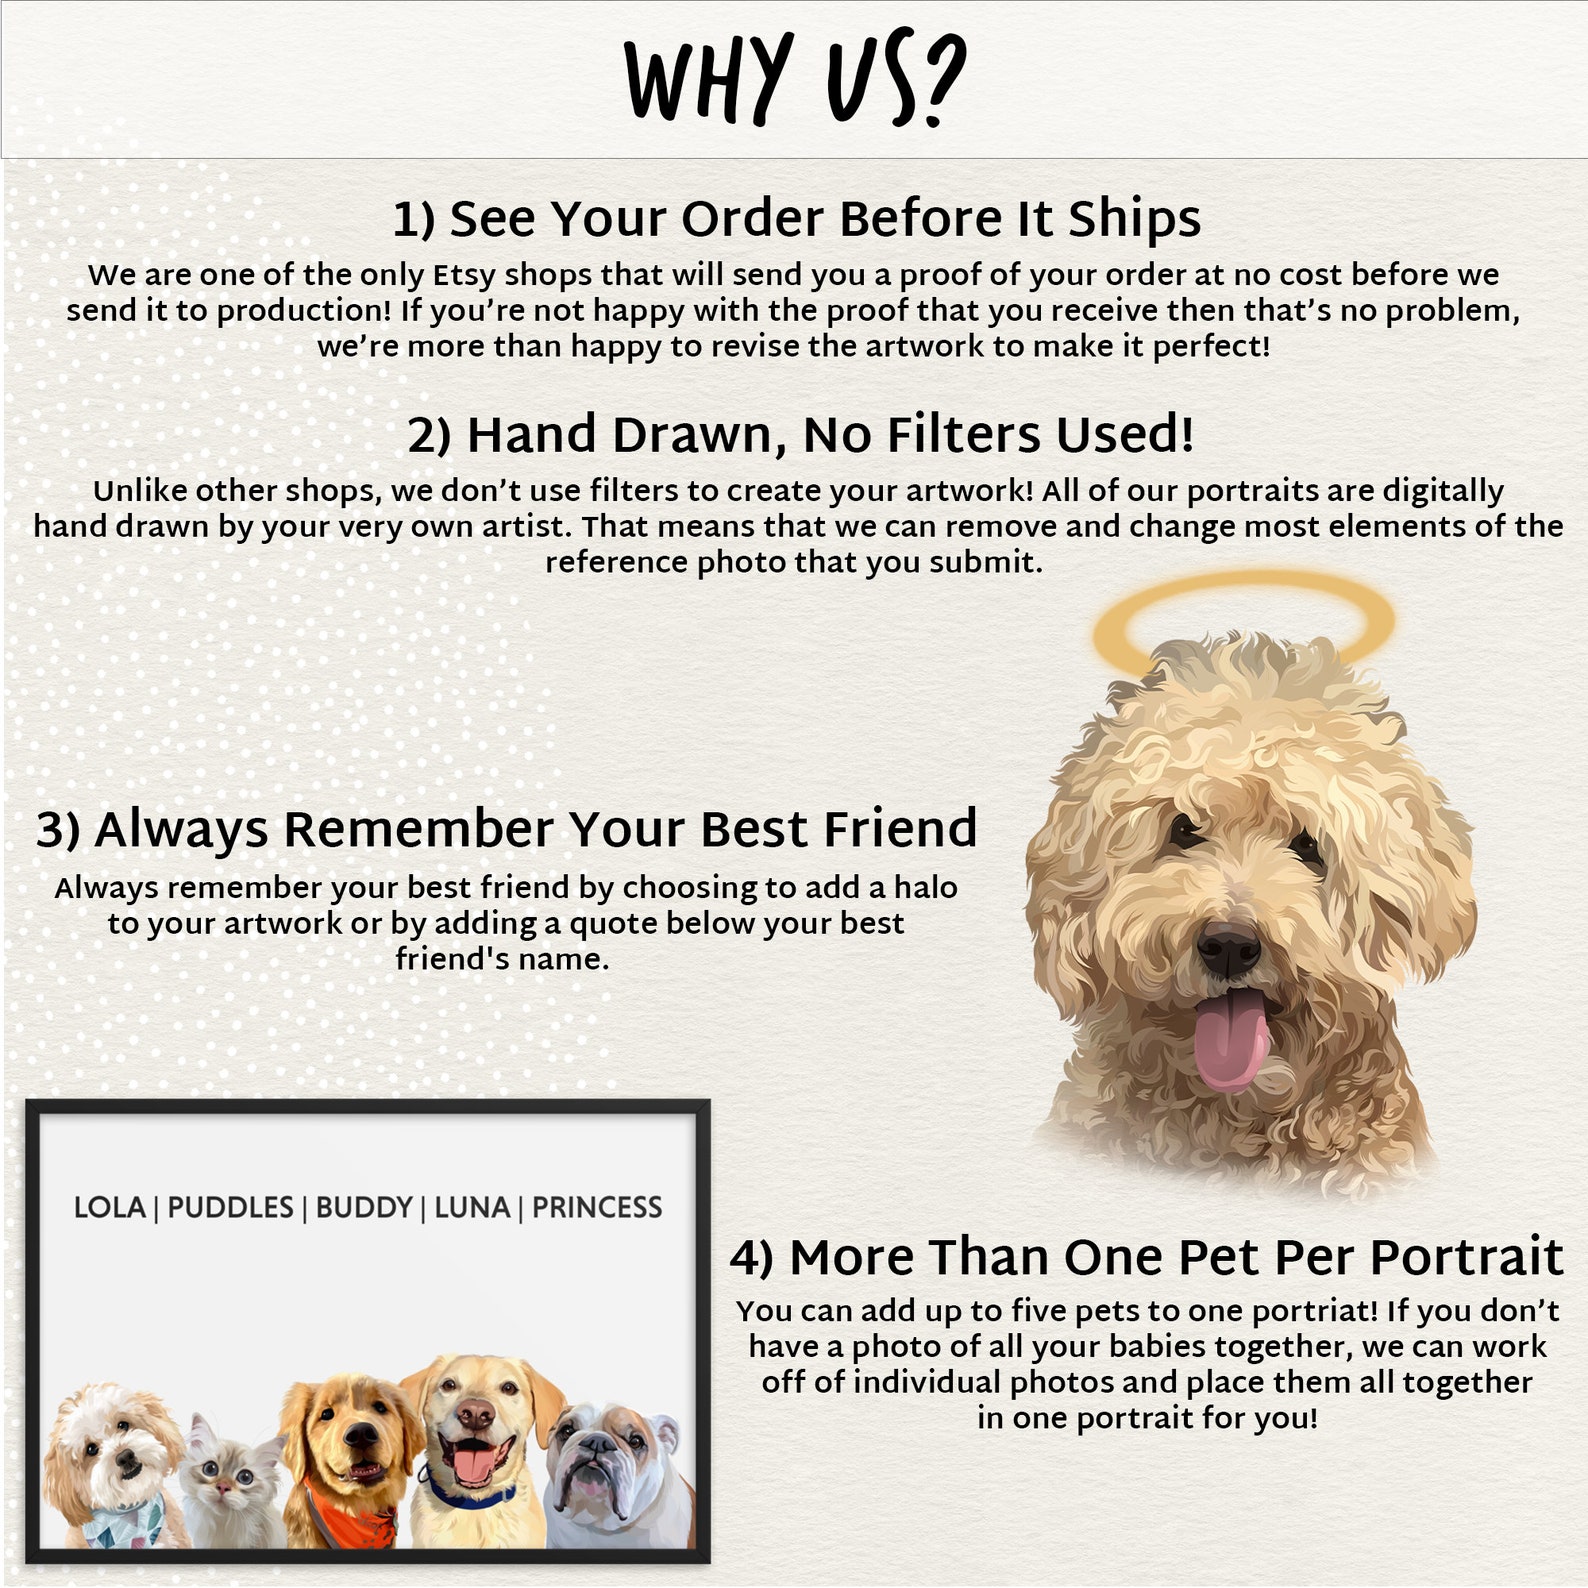 WHY US?
1) See Your Order Before It Ships
We are one of the only Etsy shops that will send you a proof of your order at no cost before we
send it to production! If you’re not happy with the proof that you receive then that’s no problem,
we’re more than happy to revise the artwork to make it perfect!
2) Hand Drawn, No Filters Used!
Unlike other shops, we don’t use filters to create your artwork! All of our portraits are digitally
hand drawn by your very own artist. That means that we can remove and change most elements of the
reference photo that you submit.
3) Always Remember Your Best Friend
Always remember your best friend by choosing to add a halo
to your artwork or by adding a quote below your best
friend's name.
LOLA | PUDDLES | BUDDY | LUNA | PRINCESS
4) More Than One Pet Per Portrait
You can add up to five pets to one portriat! If you don’t
have a photo of all your babies together, we can work
off of individual photos and place them all together
in one portrait for you!